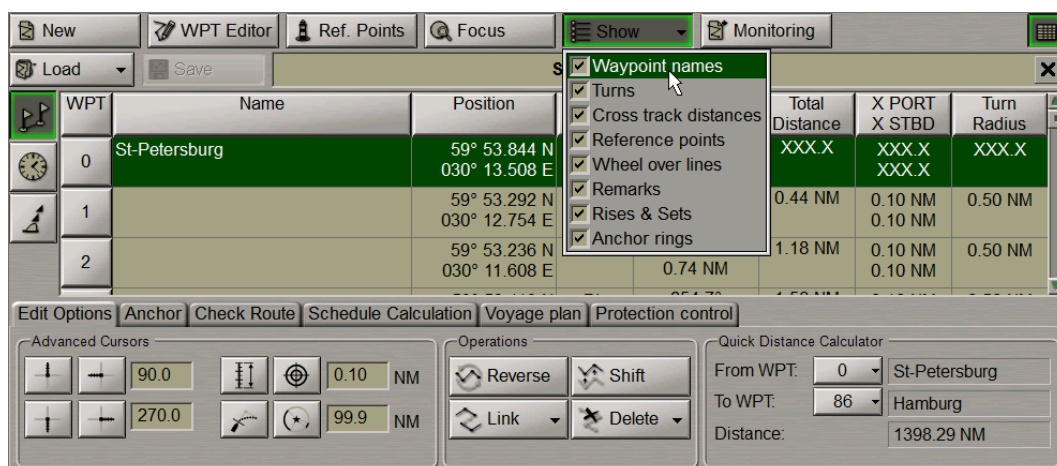 New WPT Editor Ref. Points Focus Show Monitoring
Load Save S
Waypoint names
Turns
Cross track distances
Reference points
Wheel over lines
Remarks
Rises & Sets
Anchor rings
WPT Name Position Total Distance X PORT X STBD Turn Radius
0 St-Petersburg 59° 53.844 N XXX.X XXX.X XXX.X
030° 13.508 E XXX.X
1 59° 53.292 N 0.44 NM 0.10 NM 0.50 NM
030° 12.754 E 0.10 NM
2 59° 53.236 N 1.18 NM 0.10 NM 0.50 NM
030° 11.608 E 0.74 NM 0.10 NM
Edit Options Anchor Check Route Schedule Calculation Voyage plan Protection control
Advanced Cursors Operations Quick Distance Calculator
90.0 0.10 NM Reverse Shift From WPT: 0 St-Petersburg
270.0 99.9 NM Link Delete To WPT: 86 Hamburg
Distance: 1398.29 NM